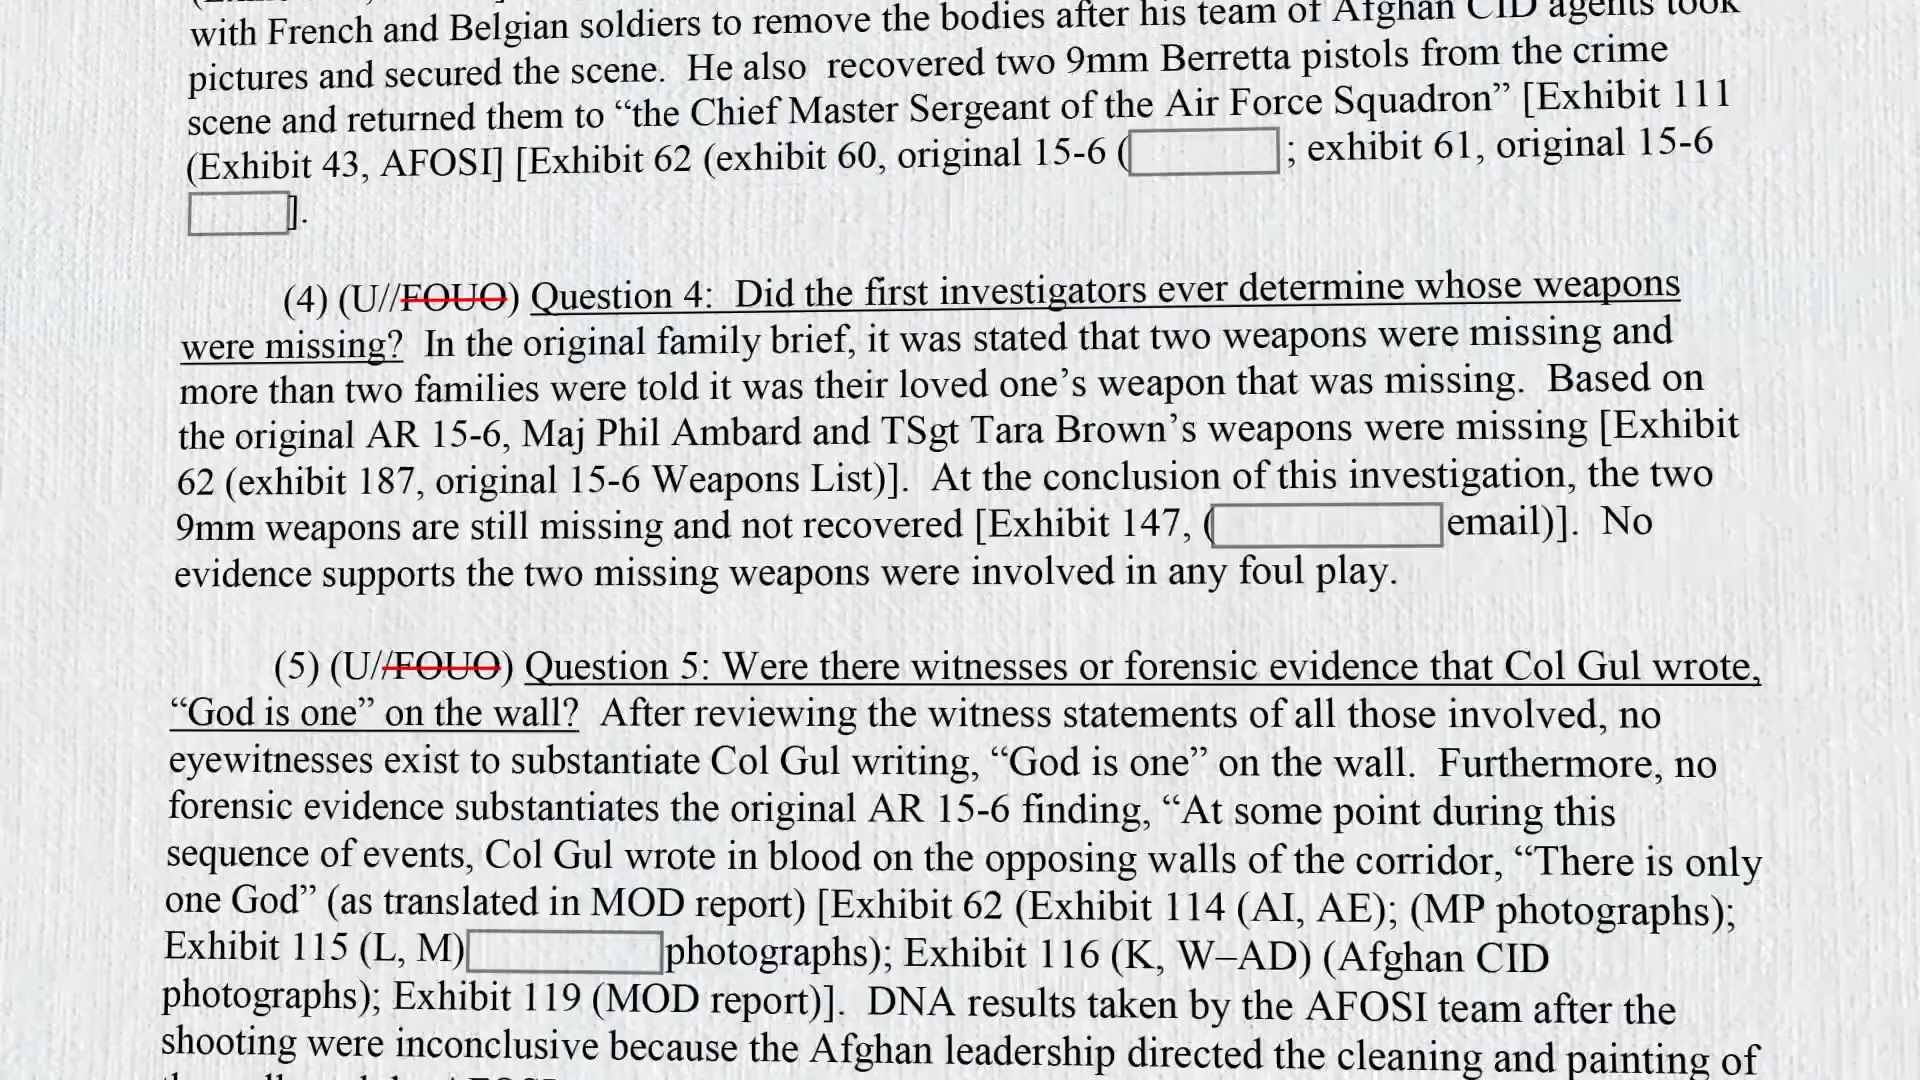 with French and Belgian soldiers to remove the bodies after his team of Afghan CID agents took
pictures and secured the scene. He also recovered two 9mm Berretta pistols from the crime
scene and returned them to “the Chief Master Sergeant of the Air Force Squadron” [Exhibit 111
(Exhibit 43, AFOSI] [Exhibit 62 (exhibit 60, original 15-6 ( ; exhibit 61, original 15-6
].
(4) (U//FOUO) Question 4: Did the first investigators ever determine whose weapons
were missing? In the original family brief, it was stated that two weapons were missing and
more than two families were told it was their loved one’s weapon that was missing. Based on
the original AR 15-6, Maj Phil Ambard and TSgt Tara Brown’s weapons were missing [Exhibit
62 (exhibit 187, original 15-6 Weapons List)]. At the conclusion of this investigation, the two
9mm weapons are still missing and not recovered [Exhibit 147, ( email)]. No
evidence supports the two missing weapons were involved in any foul play.
(5) (U//FOUO) Question 5: Were there witnesses or forensic evidence that Col Gul wrote,
“God is one” on the wall? After reviewing the witness statements of all those involved, no
eyewitnesses exist to substantiate Col Gul writing, “God is one” on the wall. Furthermore, no
forensic evidence substantiates the original AR 15-6 finding, “At some point during this
sequence of events, Col Gul wrote in blood on the opposing walls of the corridor, “There is only
one God” (as translated in MOD report) [Exhibit 62 (Exhibit 114 (AI, AE); (MP photographs);
Exhibit 115 (L, M) photographs); Exhibit 116 (K, W–AD) (Afghan CID
photographs); Exhibit 119 (MOD report)]. DNA results taken by the AFOSI team after the
shooting were inconclusive because the Afghan leadership directed the cleaning and painting of